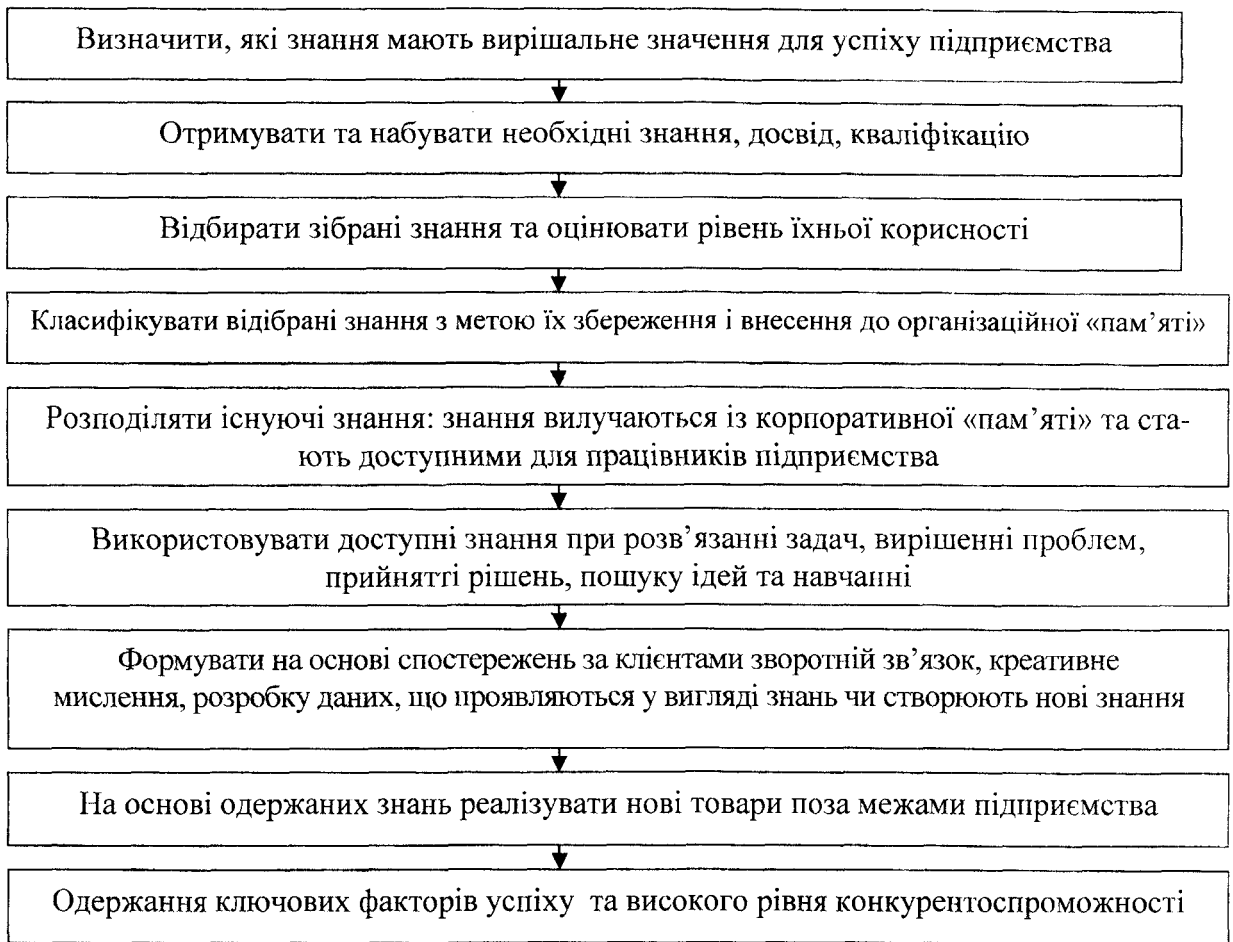 Визначити, які знання мають вирішальне значення для успіху підприємства
Отримувати та набувати необхідні знання, досвід, кваліфікацію
Відбирати зібрані знання та оцінювати рівень їхньої корисності
Класифікувати відібрані знання з метою їх збереження і внесення до організаційної «пам’яті»
Розподіляти існуючі знання: знання вилучаються із корпоративної «пам’яті» та ста-
ють доступними для працівників підприємства
Використовувати доступні знання при розв’язанні задач, вирішенні проблем,
прийнятті рішень, пошуку ідей та навчанні
Формувати на основі спостережень за клієнтами зворотній зв’язок, креативне
мислення, розробку даних, що проявляються у вигляді знань чи створюють нові знання
На основі одержаних знань реалізувати нові товари поза межами підприємства
Одержання ключових факторів успіху та високого рівня конкурентоспроможності